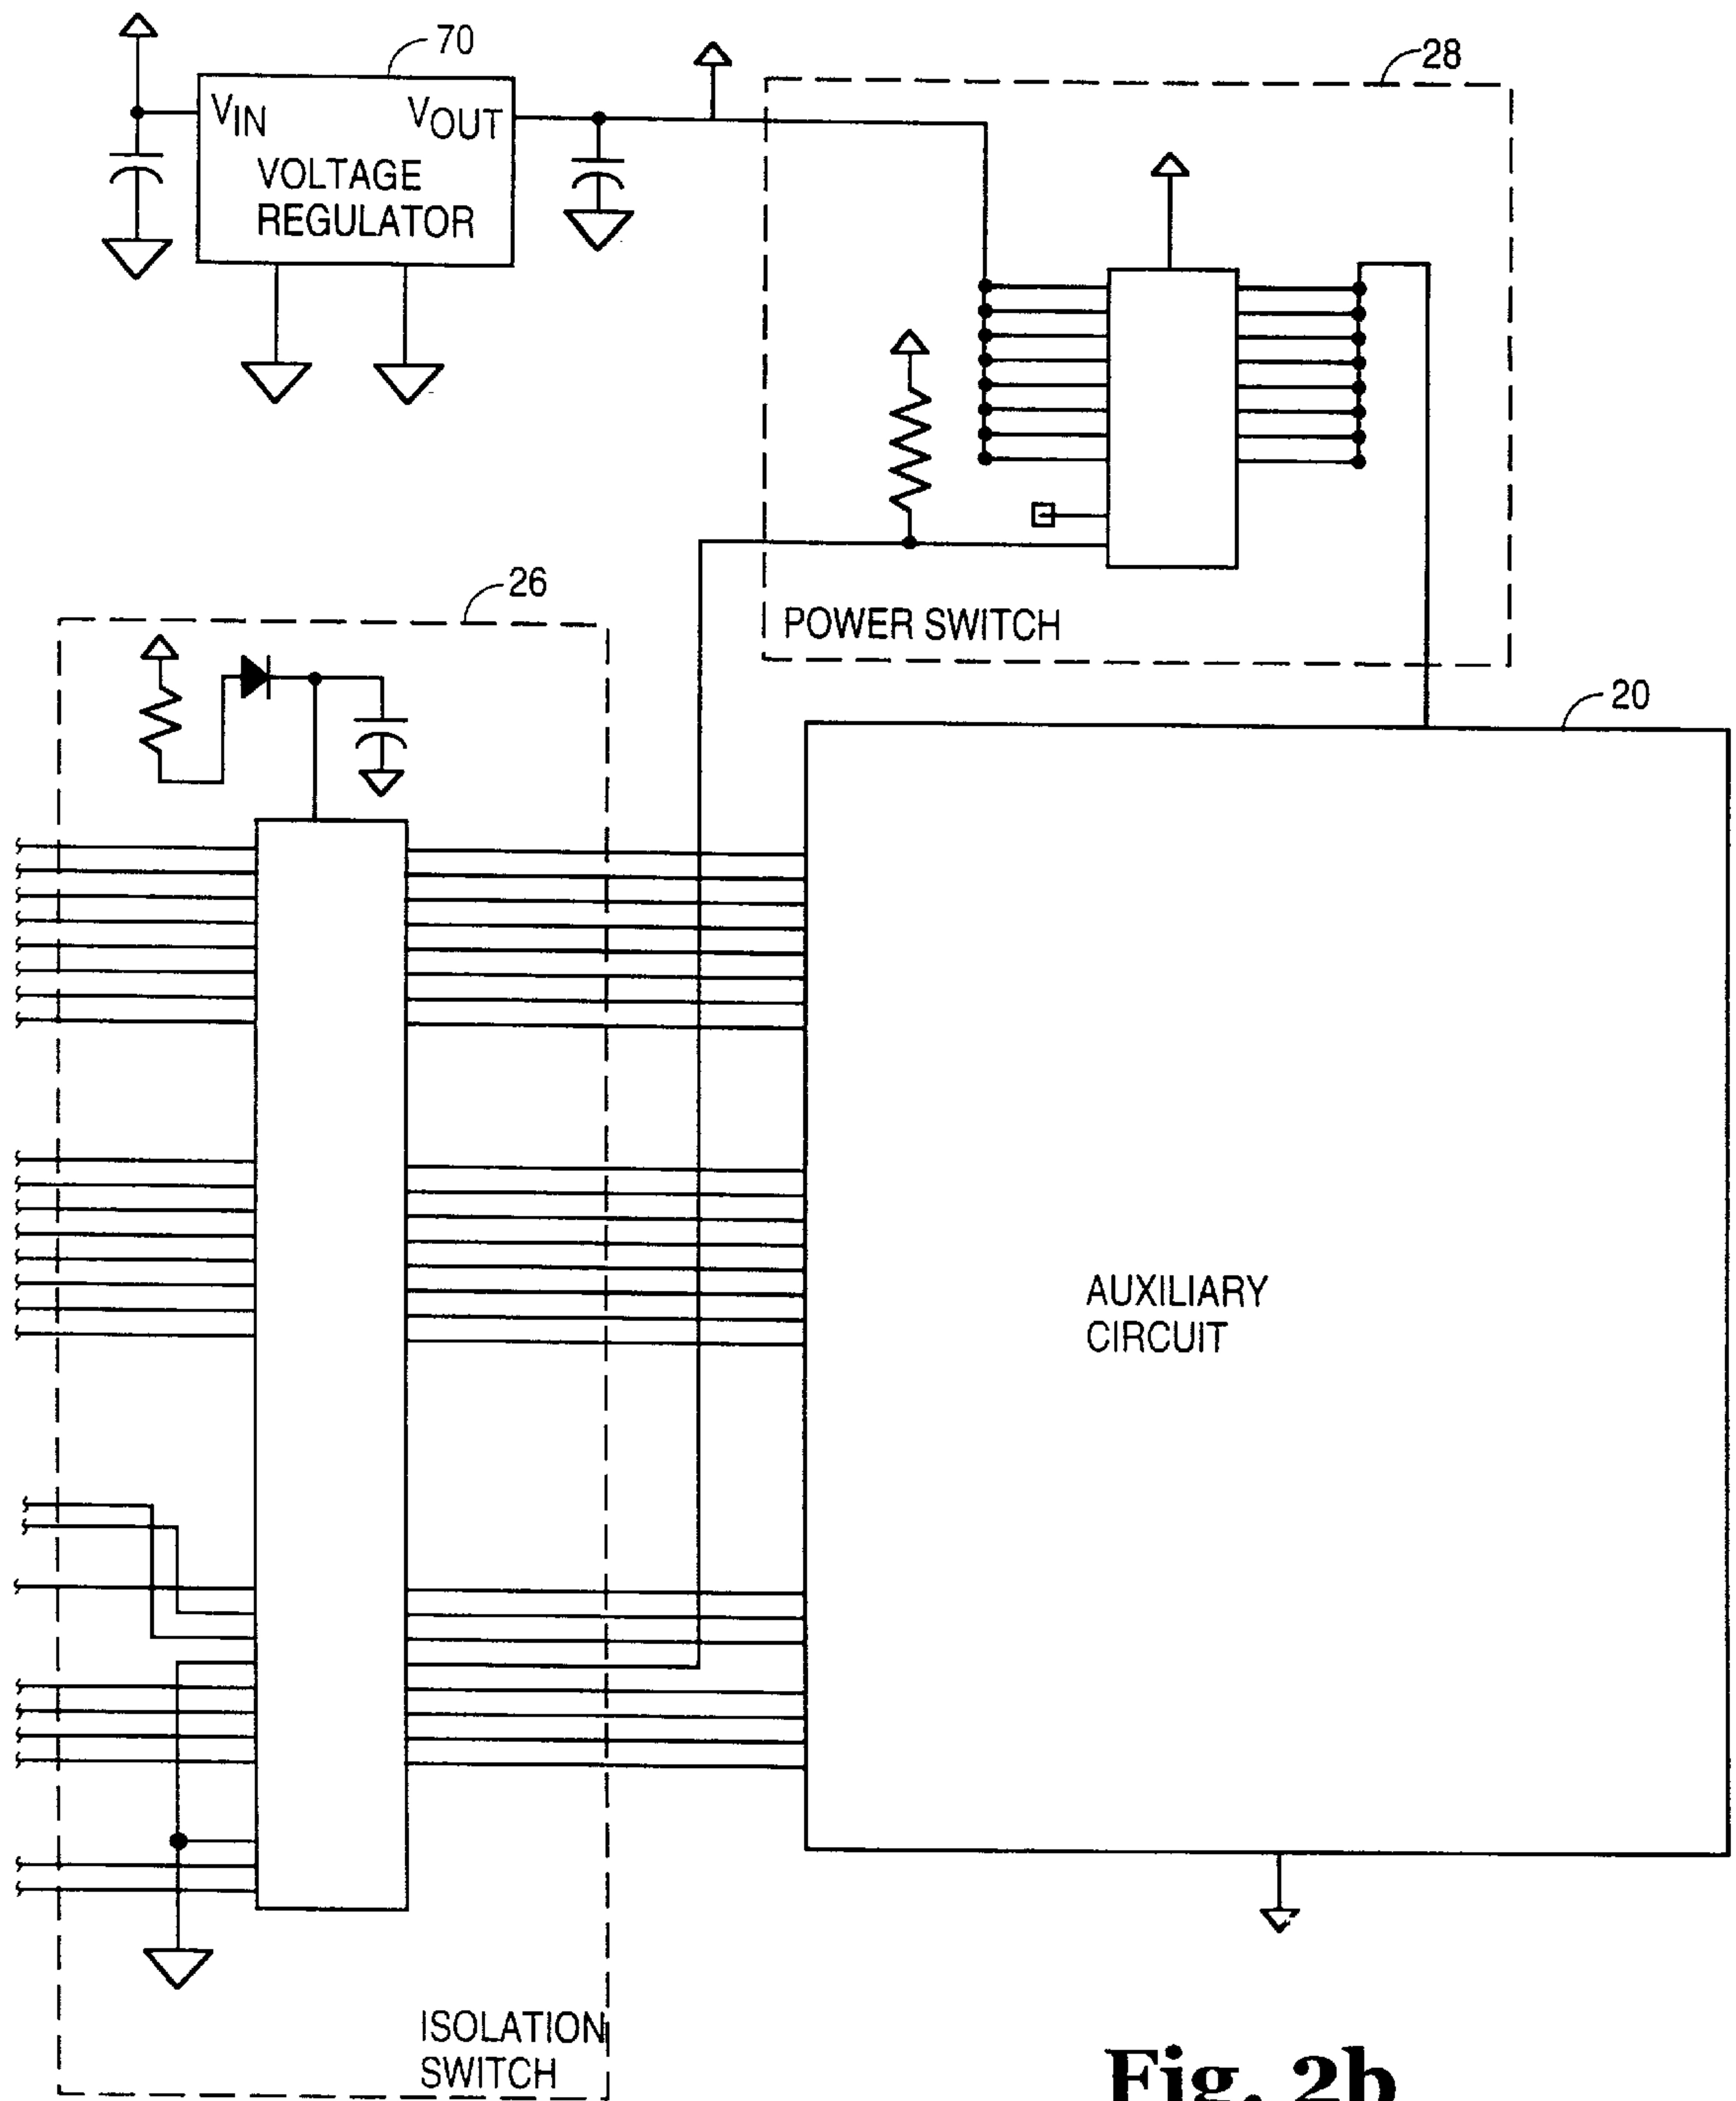 70
28
VIN
VOUT
VOLTAGE
REGULATOR
26
POWER SWITCH
20
AUXILIARY
CIRCUIT
ISOLATION
SWITCH
Fig. 2b